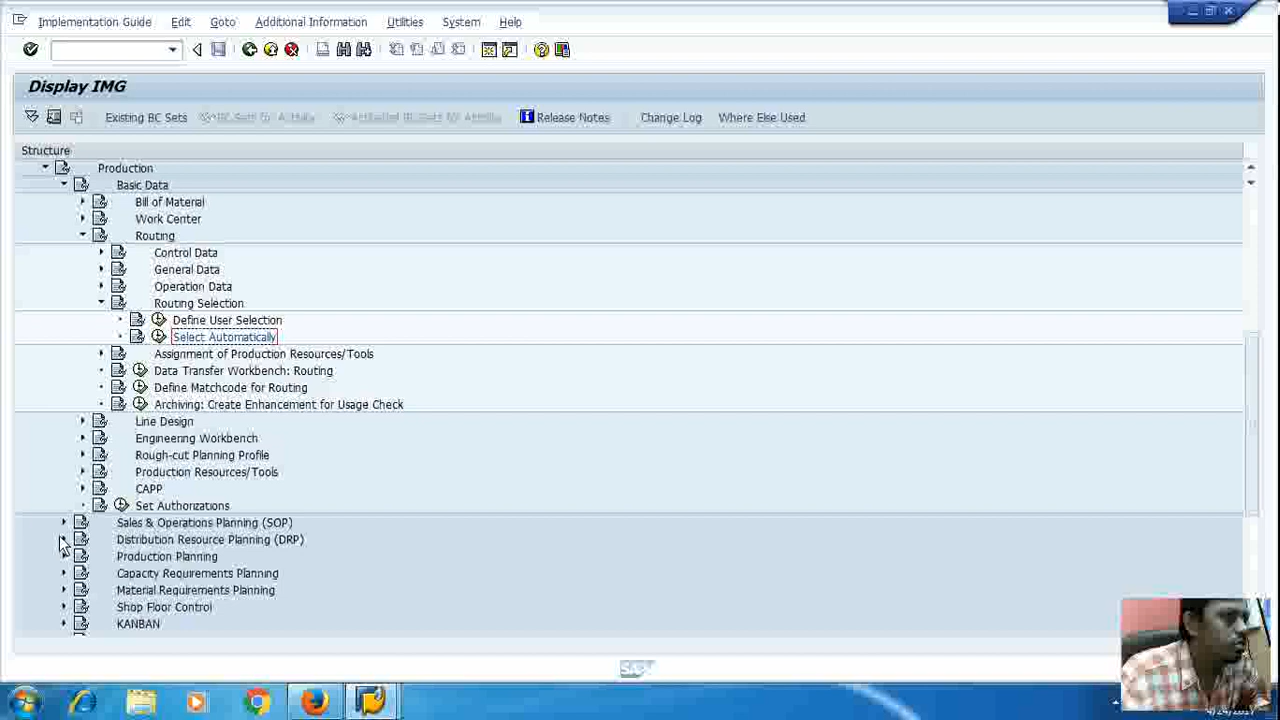 Implementation Guide Edit Goto Additional Information Utilities System Help
Display IMG
Existing BC Sets Release Notes Change Log Where Else Used
Structure
Production
Basic Data
Bill of Material
Work Center
Routing
Control Data
General Data
Operation Data
Routing Selection
Define User Selection
Select Automatically
Assignment of Production Resources/Tools
Data Transfer Workbench: Routing
Define Matchcode for Routing
Archiving: Create Enhancement for Usage Check
Line Design
Engineering Workbench
Rough-cut Planning Profile
Production Resources/Tools
CAPP
Set Authorizations
Sales & Operations Planning (SOP)
Distribution Resource Planning (DRP)
Production Planning
Capacity Requirements Planning
Material Requirements Planning
Shop Floor Control
KANBAN
SAP